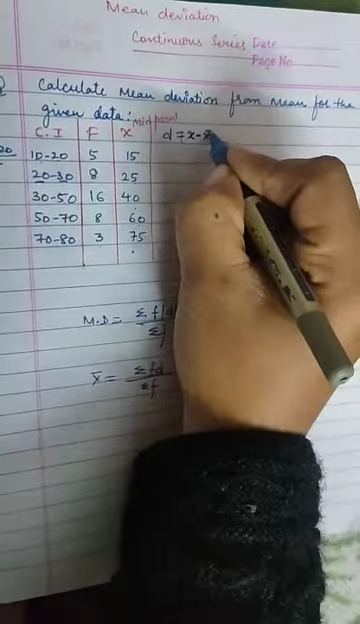 Mean deviation
Continuous Series Date
Page No.
Calculate Mean deviation from Mean for the
given data:
C.I F x Mid point d = x - x̄
10-20 5 15
20-30 8 25
30-50 16 40
50-70 8 60
70-80 3 75
M.D = Σ f|d
Σf
x̄ = Σfd
Σf